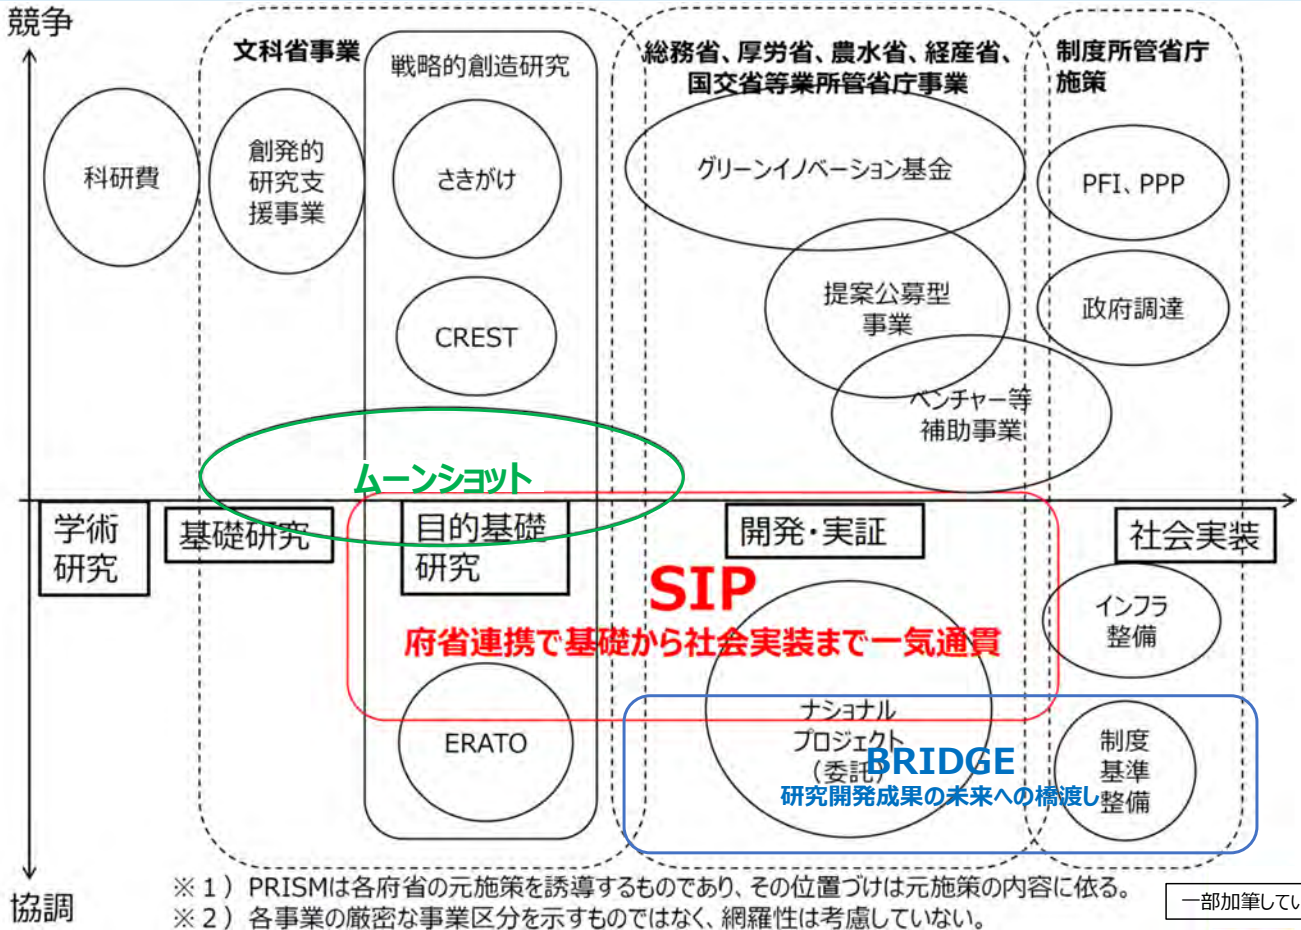 競争
文科省事業
戦略的創造研究
総務省、厚労省、農水省、経産省、
国交省等業所管省庁事業
制度所管省庁
施策
科研費
創発的
研究支
援事業
さきがけ
グリーンイノベーション基金
PFI、PPP
CREST
提案公募型
事業
政府調達
ベンチャー等
補助事業
ムーンショット
学術
研究
基礎研究
目的基礎
研究
開発・実証
社会実装
SIP
府省連携で基礎から社会実装まで一気通貫
インフラ
整備
ERATO
ナショナル
プロジェクト
（委託）
BRIDGE
研究開発成果の未来への橋渡し
制度
基準
整備
協調
※１）PRISMは各府省の元施策を誘導するものであり、その位置づけは元施策の内容に依る。
※２）各事業の厳密な事業区分を示すものではなく、網羅性は考慮していない。
一部加筆してい